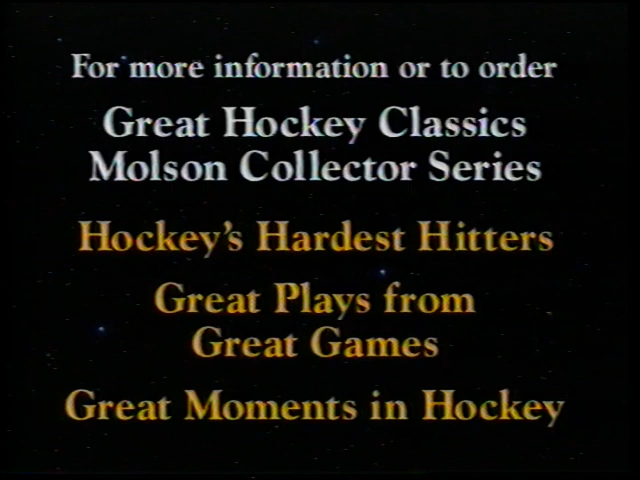 For more information or to order
Great Hockey Classics
Molson Collector Series
Hockey's Hardest Hitters
Great Plays from
Great Games
Great Moments in Hockey